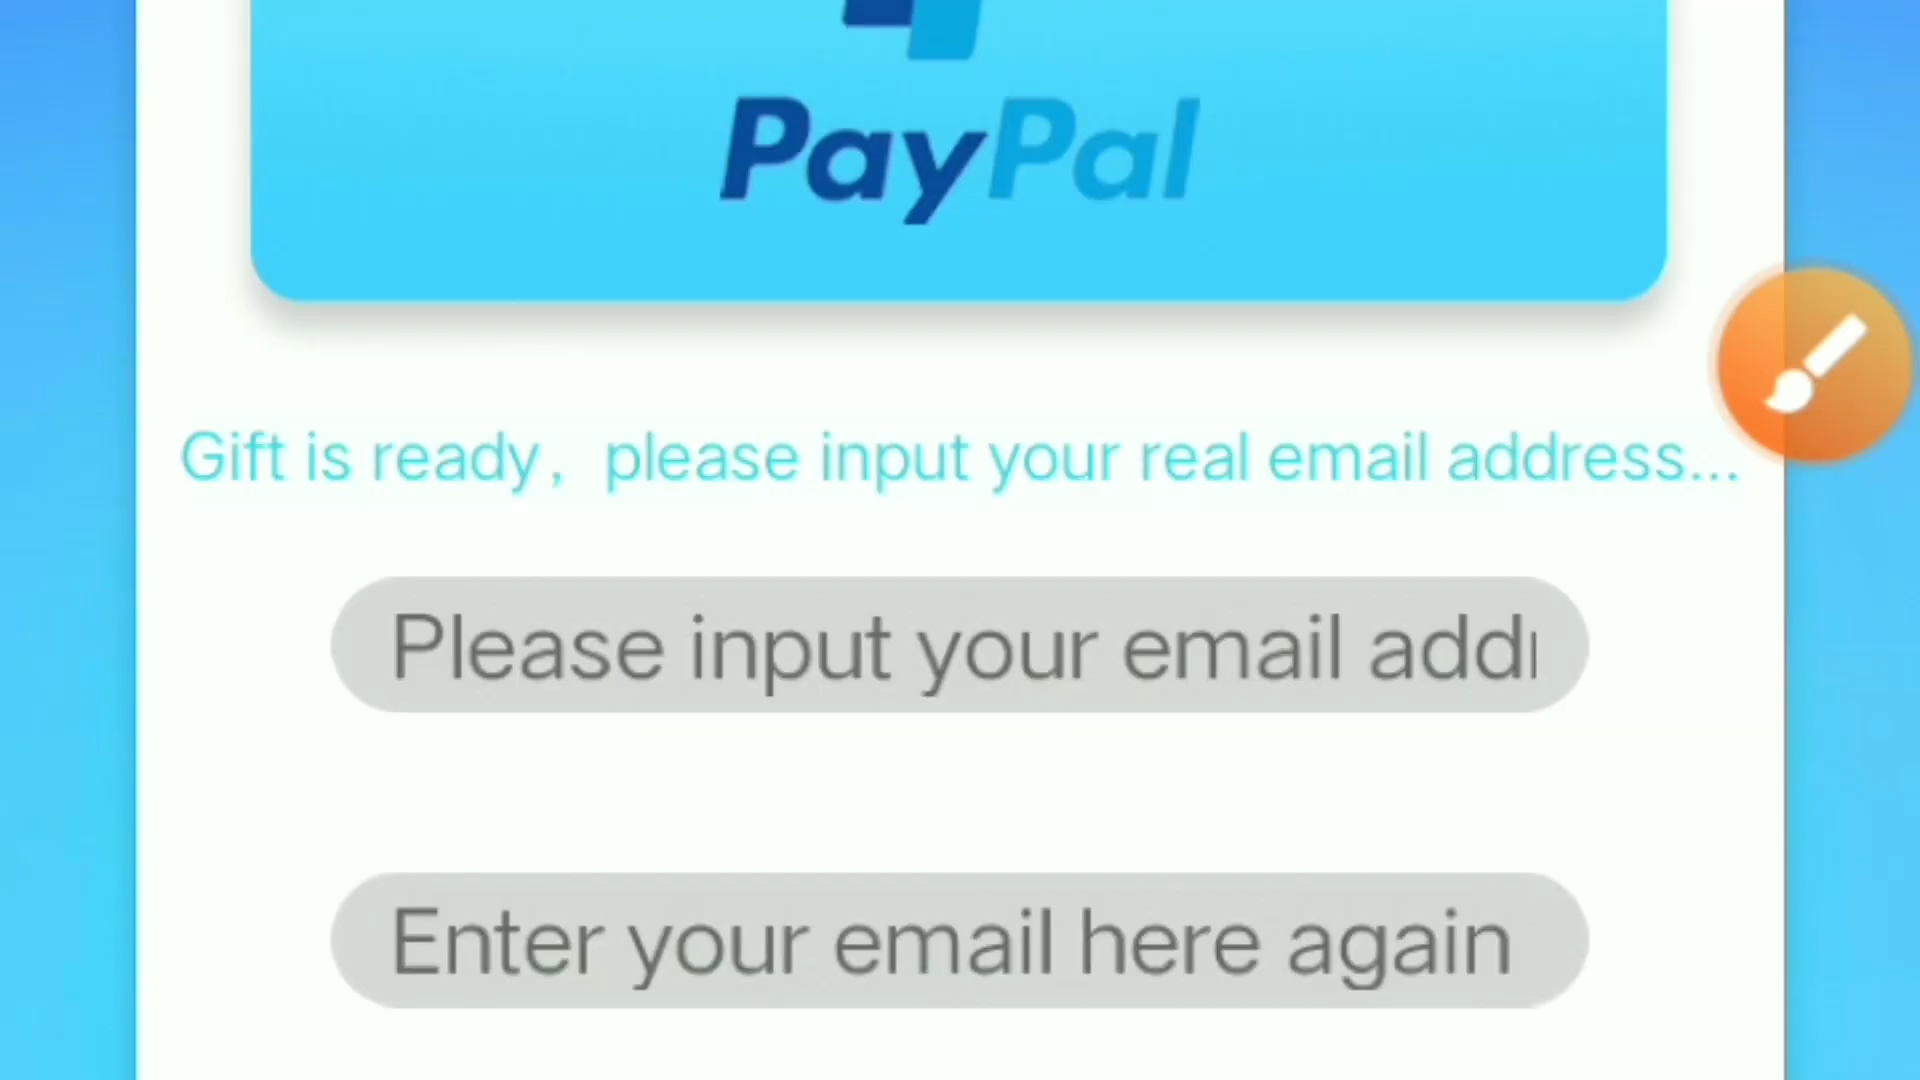 PayPal
Gift is ready，please input your real email address...
Please input your email add
Enter your email here again